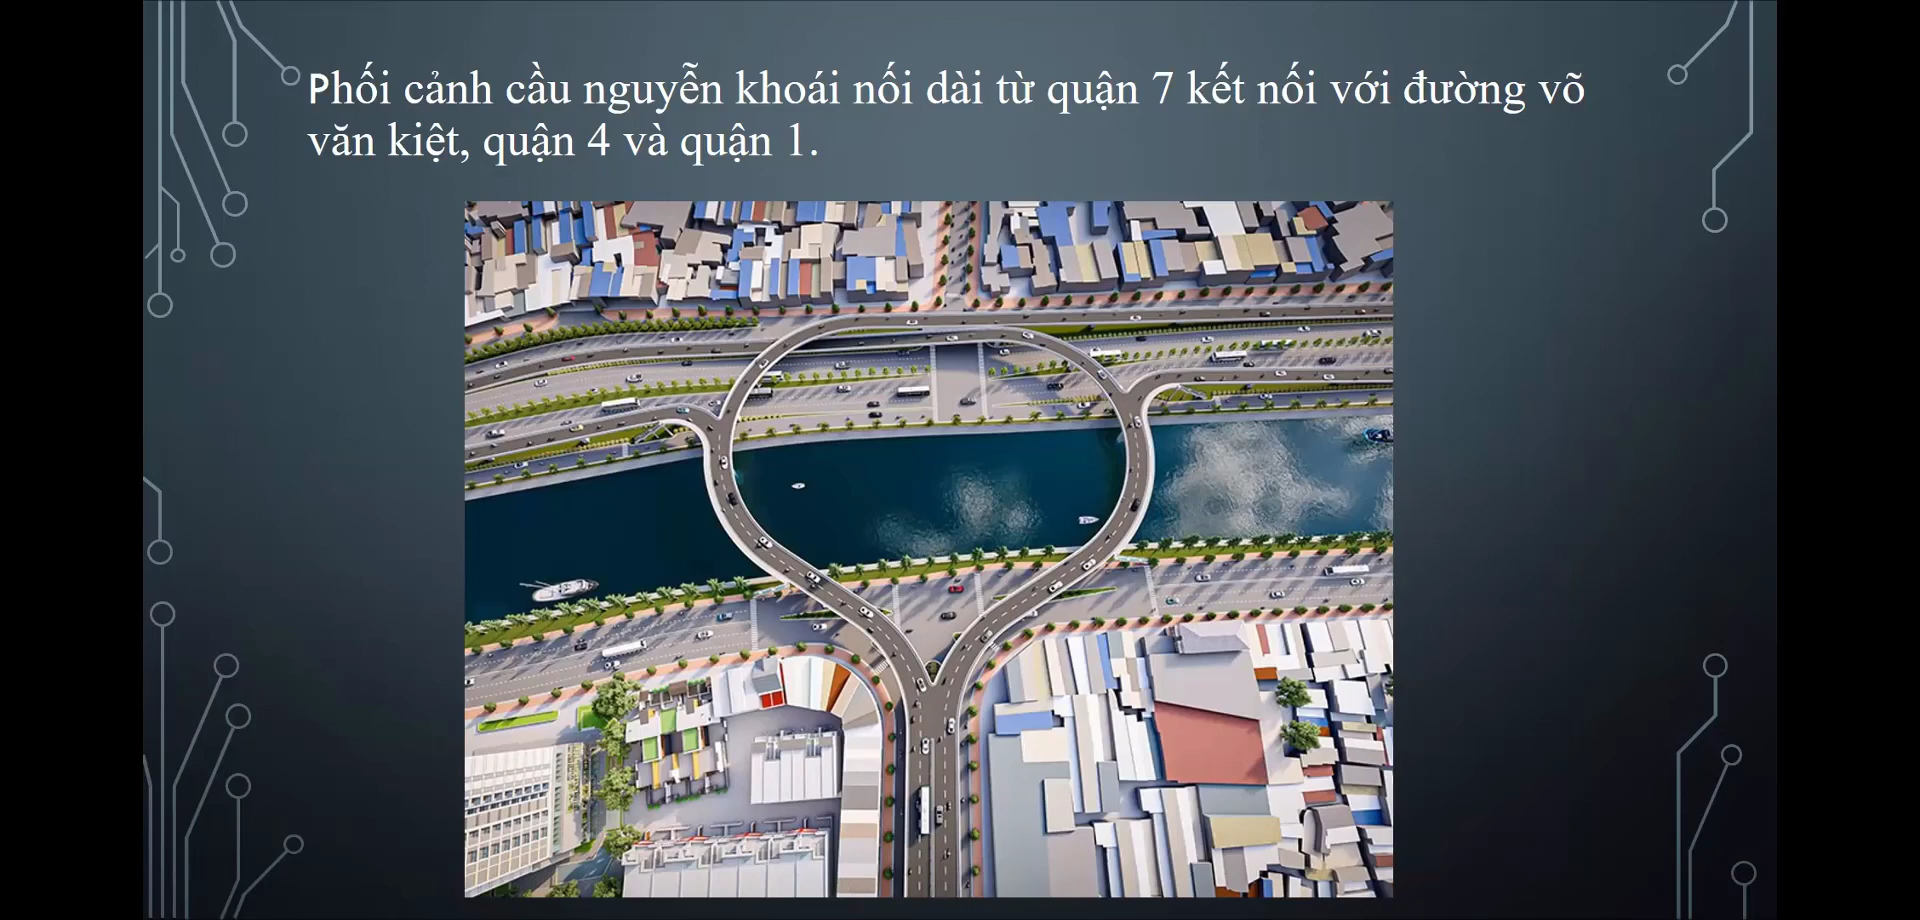 Phối cảnh cầu nguyễn khoái nối dài từ quận 7 kết nối với đường võ
văn kiệt, quận 4 và quận 1.